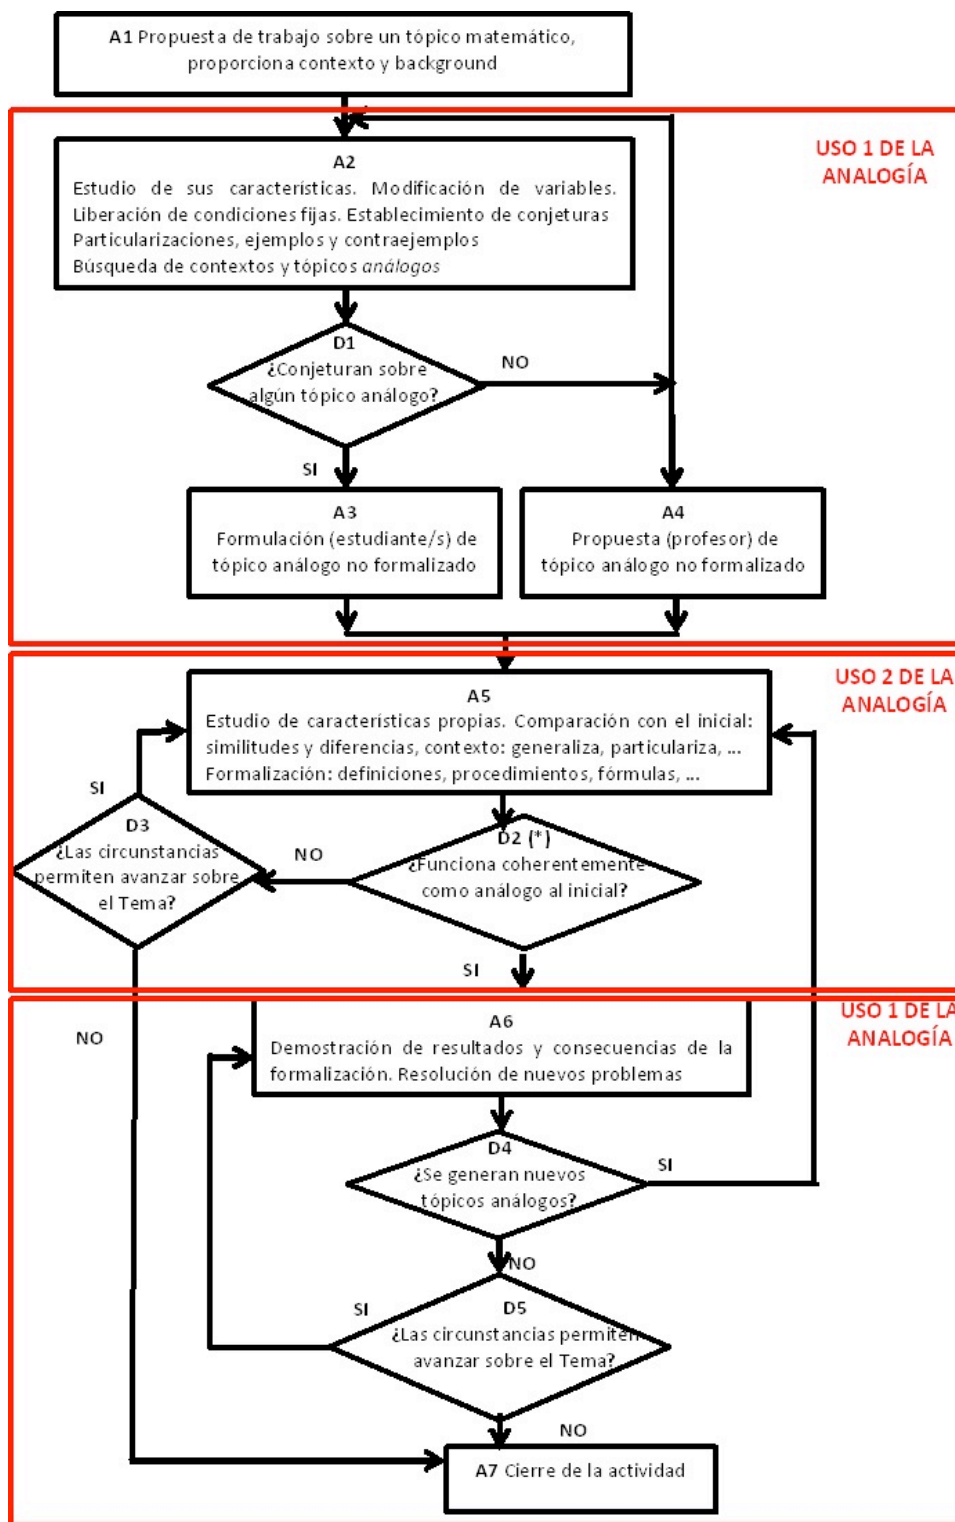 A1 Propuesta de trabajo sobre un tópico matemático,
proporciona contexto y background
USO 1 DE LA
ANALOGÍA
A2
Estudio de sus características. Modificación de variables.
Liberación de condiciones fijas. Establecimiento de conjeturas
Particularizaciones, ejemplos y contraejemplos
Búsqueda de contextos y tópicos análogos
D1
¿Conjeturan sobre
algún tópico análogo?
NO
SI
A3
Formulación (estudiante/s) de
tópico análogo no formalizado
A4
Propuesta (profesor) de
tópico análogo no formalizado
USO 2 DE LA
ANALOGÍA
A5
Estudio de características propias. Comparación con el inicial:
similitudes y diferencias, contexto: generaliza, particulariza, ...
Formalización: definiciones, procedimientos, fórmulas, ...
SI
D3
¿Las circunstancias
permiten avanzar sobre
el Tema?
NO
D2 (*)
¿Funciona coherentemente
como análogo al inicial?
SI
NO
USO 1 DE LA
ANALOGÍA
A6
Demostración de resultados y consecuencias de la
formalización. Resolución de nuevos problemas
D4
¿Se generan nuevos
tópicos análogos?
SI
NO
SI
D5
¿Las circunstancias permiten
avanzar sobre el Tema?
NO
A7 Cierre de la actividad